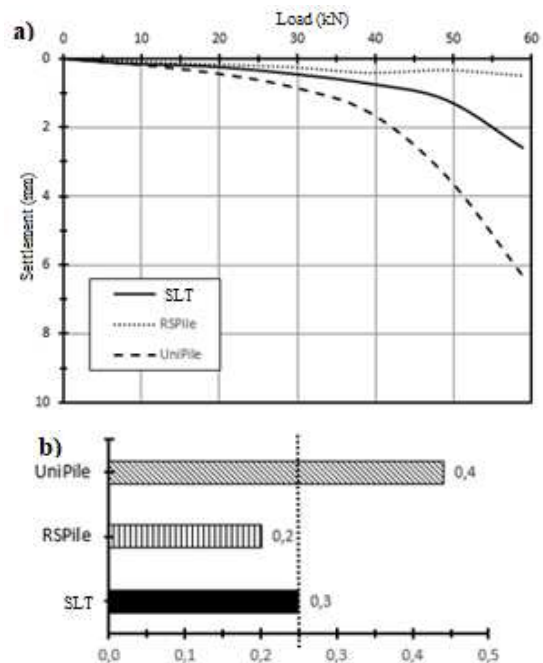 a)
Load (kN)
0 10 20 30 40 50 60
0
2
4
6
8
10
Settlement (mm)
SLT
RSPile
UniPile
b)
UniPile 0,4
RSPile 0,2
SLT 0,3
0,0 0,1 0,2 0,3 0,4 0,5